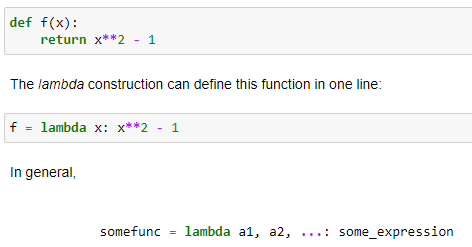 def f(x):
    return x**2 - 1
The lambda construction can define this function in one line:
f = lambda x: x**2 - 1
In general,
somefunc = lambda a1, a2, ...: some_expression